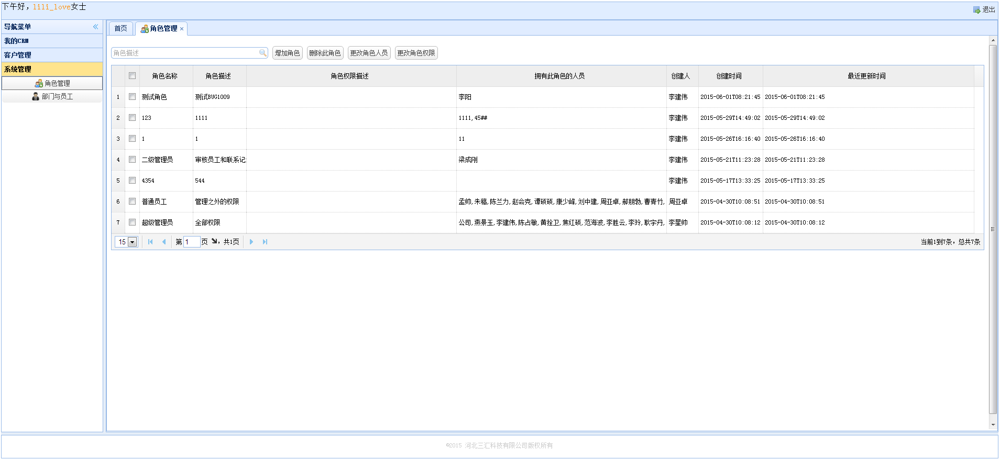 下午好，lili_love女士
退出
导航菜单
我的CRM
客户管理
系统管理
角色管理
部门与员工
首页 角色管理
角色描述 增加角色 删除此角色 更改角色人员 更改角色权限
角色名称 角色描述 角色权限描述 拥有此角色的人员 创建人 创建时间 最近更新时间
1 测试角色 测试BUG1009 李阳 李建伟 2015-06-01T08:21:45 2015-06-01T08:21:45
2 123 1111 1111,45## 李建伟 2015-05-29T14:49:02 2015-05-29T14:49:02
3 1 1 11 李建伟 2015-05-26T16:16:40 2015-05-26T16:16:40
4 二级管理员 审核员工和联系记 梁成刚 李建伟 2015-05-21T11:23:28 2015-05-21T11:23:28
5 4354 544 李建伟 2015-05-17T13:33:25 2015-05-17T13:33:25
6 普通员工 管理之外的权限 孟帅,朱稿,陈兰力,赵会克,谭硕硕,康少峰,刘中建,周亚卓,郝朋勃,曹青竹, 周亚卓 2015-04-30T10:08:51 2015-04-30T10:08:51
7 超级管理员 全部权限 公司,燕景玉,李建伟,陈占敏,黄拴卫,焦红硕,范海波,李胜云,李玲,耿宇丹, 李星帅 2015-04-30T10:08:12 2015-04-30T10:08:12
15 第 1 页 ，共1页 当前1到7条，总共7条
©2015 河北三汇科技有限公司版权所有